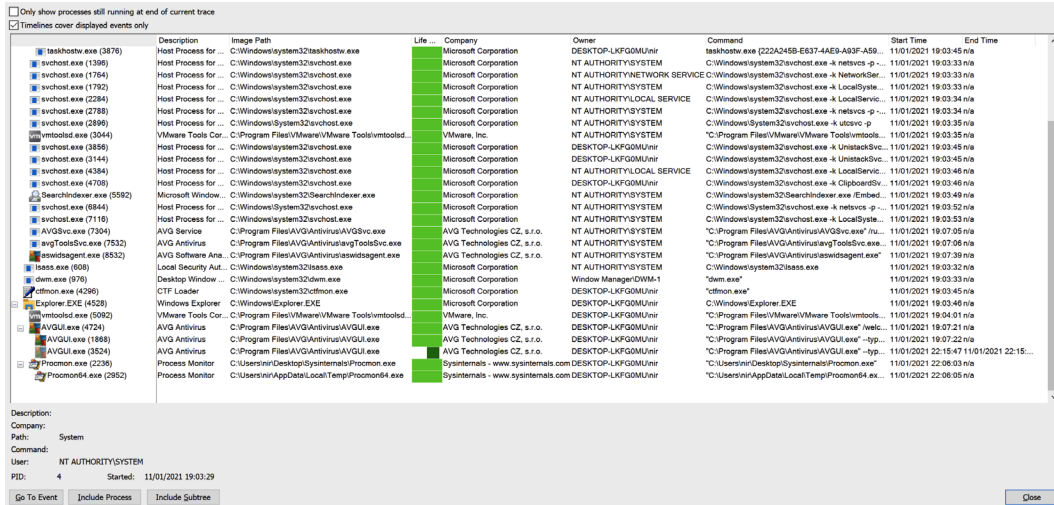 Only show processes still running at end of current trace
Timelines cover displayed events only
Description Image Path Life ... Company Owner Command Start Time End Time
taskhostw.exe (3876) Host Process for ... C:\Windows\system32\taskhostw.exe Microsoft Corporation DESKTOP-LKFG0MU\nir taskhostw.exe {222A245B-E637-4AE9-A93F-A59... 11/01/2021 19:03:45 n/a
svchost.exe (1396) Host Process for ... C:\Windows\system32\svchost.exe Microsoft Corporation NT AUTHORITY\SYSTEM C:\Windows\system32\svchost.exe -k netsvcs -p -... 11/01/2021 19:03:33 n/a
svchost.exe (1764) Host Process for ... C:\Windows\System32\svchost.exe Microsoft Corporation NT AUTHORITY\NETWORK SERVICE C:\Windows\System32\svchost.exe -k NetworkSer... 11/01/2021 19:03:33 n/a
svchost.exe (1792) Host Process for ... C:\Windows\system32\svchost.exe Microsoft Corporation NT AUTHORITY\SYSTEM C:\Windows\system32\svchost.exe -k LocalSyste... 11/01/2021 19:03:33 n/a
svchost.exe (2284) Host Process for ... C:\Windows\system32\svchost.exe Microsoft Corporation NT AUTHORITY\LOCAL SERVICE C:\Windows\system32\svchost.exe -k LocalServic... 11/01/2021 19:03:34 n/a
svchost.exe (2788) Host Process for ... C:\Windows\system32\svchost.exe Microsoft Corporation NT AUTHORITY\SYSTEM C:\Windows\system32\svchost.exe -k netsvcs -p -... 11/01/2021 19:03:34 n/a
svchost.exe (2896) Host Process for ... C:\Windows\System32\svchost.exe Microsoft Corporation NT AUTHORITY\SYSTEM C:\Windows\System32\svchost.exe -k utcsvc -p 11/01/2021 19:03:35 n/a
vmtoolsd.exe (3044) VMware Tools Cor... C:\Program Files\VMware\VMware Tools\vmtoolsd... VMware, Inc. NT AUTHORITY\SYSTEM "C:\Program Files\VMware\VMware Tools\vmtools... 11/01/2021 19:03:35 n/a
svchost.exe (3856) Host Process for ... C:\Windows\system32\svchost.exe Microsoft Corporation DESKTOP-LKFG0MU\nir C:\Windows\system32\svchost.exe -k UnistackSvc... 11/01/2021 19:03:45 n/a
svchost.exe (3144) Host Process for ... C:\Windows\system32\svchost.exe Microsoft Corporation DESKTOP-LKFG0MU\nir C:\Windows\system32\svchost.exe -k UnistackSvc... 11/01/2021 19:03:45 n/a
svchost.exe (4384) Host Process for ... C:\Windows\system32\svchost.exe Microsoft Corporation NT AUTHORITY\LOCAL SERVICE C:\Windows\system32\svchost.exe -k LocalServic... 11/01/2021 19:03:46 n/a
svchost.exe (4708) Host Process for ... C:\Windows\system32\svchost.exe Microsoft Corporation DESKTOP-LKFG0MU\nir C:\Windows\system32\svchost.exe -k ClipboardSv... 11/01/2021 19:03:46 n/a
SearchIndexer.exe (5592) Microsoft Window... C:\Windows\system32\SearchIndexer.exe Microsoft Corporation NT AUTHORITY\SYSTEM C:\Windows\system32\SearchIndexer.exe /Embed... 11/01/2021 19:03:49 n/a
svchost.exe (6844) Host Process for ... C:\Windows\System32\svchost.exe Microsoft Corporation NT AUTHORITY\SYSTEM C:\Windows\System32\svchost.exe -k netsvcs -p -... 11/01/2021 19:03:52 n/a
svchost.exe (7116) Host Process for ... C:\Windows\system32\svchost.exe Microsoft Corporation NT AUTHORITY\SYSTEM C:\Windows\system32\svchost.exe -k LocalSyste... 11/01/2021 19:03:53 n/a
AVGSvc.exe (7304) AVG Service C:\Program Files\AVG\Antivirus\AVGSvc.exe AVG Technologies CZ, s.r.o. NT AUTHORITY\SYSTEM "C:\Program Files\AVG\Antivirus\AVGSvc.exe" /ru... 11/01/2021 19:07:05 n/a
avgToolsSvc.exe (7532) AVG Antivirus C:\Program Files\AVG\Antivirus\avgToolsSvc.exe AVG Technologies CZ, s.r.o. NT AUTHORITY\SYSTEM "C:\Program Files\AVG\Antivirus\avgToolsSvc.exe... 11/01/2021 19:07:06 n/a
aswidsagent.exe (8532) AVG Software Ana... C:\Program Files\AVG\Antivirus\aswidsagent.exe AVG Technologies CZ, s.r.o. NT AUTHORITY\SYSTEM "C:\Program Files\AVG\Antivirus\aswidsagent.exe" 11/01/2021 19:07:39 n/a
lsass.exe (608) Local Security Aut... C:\Windows\system32\lsass.exe Microsoft Corporation NT AUTHORITY\SYSTEM C:\Windows\system32\lsass.exe 11/01/2021 19:03:32 n/a
dwm.exe (976) Desktop Window ... C:\Windows\system32\dwm.exe Microsoft Corporation Window Manager\DWM-1 "dwm.exe" 11/01/2021 19:03:33 n/a
ctfmon.exe (4296) CTF Loader C:\Windows\system32\ctfmon.exe Microsoft Corporation DESKTOP-LKFG0MU\nir "ctfmon.exe" 11/01/2021 19:03:45 n/a
Explorer.EXE (4528) Windows Explorer C:\Windows\Explorer.EXE Microsoft Corporation DESKTOP-LKFG0MU\nir C:\Windows\Explorer.EXE 11/01/2021 19:03:46 n/a
vmtoolsd.exe (5092) VMware Tools Cor... C:\Program Files\VMware\VMware Tools\vmtoolsd... VMware, Inc. DESKTOP-LKFG0MU\nir "C:\Program Files\VMware\VMware Tools\vmtools... 11/01/2021 19:04:01 n/a
AVGUI.exe (4724) AVG Antivirus C:\Program Files\AVG\Antivirus\AVGUI.exe AVG Technologies CZ, s.r.o. DESKTOP-LKFG0MU\nir "C:\Program Files\AVG\Antivirus\AVGUI.exe" /welc... 11/01/2021 19:07:21 n/a
AVGUI.exe (1868) AVG Antivirus C:\Program Files\AVG\Antivirus\AVGUI.exe AVG Technologies CZ, s.r.o. DESKTOP-LKFG0MU\nir "C:\Program Files\AVG\Antivirus\AVGUI.exe" --typ... 11/01/2021 19:07:22 n/a
AVGUI.exe (3524) AVG Antivirus C:\Program Files\AVG\Antivirus\AVGUI.exe AVG Technologies CZ, s.r.o. DESKTOP-LKFG0MU\nir "C:\Program Files\AVG\Antivirus\AVGUI.exe" --typ... 11/01/2021 22:15:47 11/01/2021 22:15:...
Procmon.exe (2236) Process Monitor C:\Users\nir\Desktop\Sysinternals\Procmon.exe Sysinternals - www.sysinternals.com DESKTOP-LKFG0MU\nir "C:\Users\nir\Desktop\Sysinternals\Procmon.exe" 11/01/2021 22:06:03 n/a
Procmon64.exe (2952) Process Monitor C:\Users\nir\AppData\Local\Temp\Procmon64.exe Sysinternals - www.sysinternals.com DESKTOP-LKFG0MU\nir "C:\Users\nir\AppData\Local\Temp\Procmon64.ex... 11/01/2021 22:06:05 n/a
Description:
Company:
Path: System
Command:
User: NT AUTHORITY\SYSTEM
PID: 4 Started: 11/01/2021 19:03:29
Go To Event Include Process Include Subtree Close